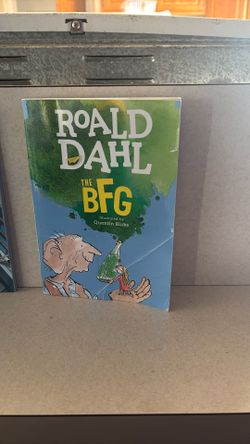 ROALD
DAHL
THE
BFG
Illustrated by
Quentin Blake